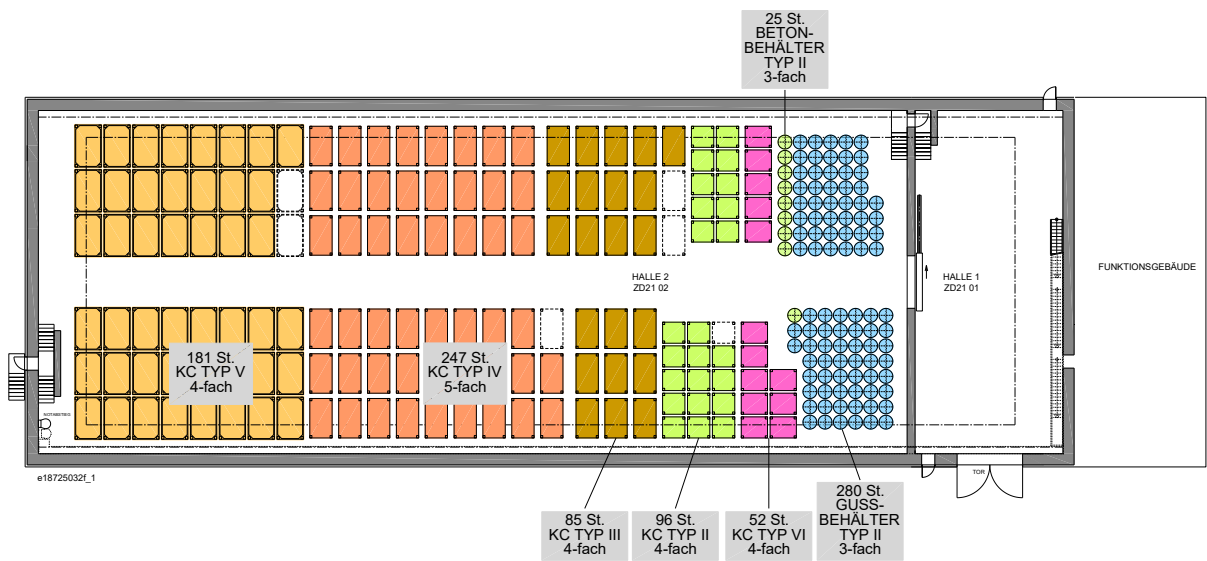 25 St.
BETON-
BEHÄLTER
TYP II
3-fach
HALLE 2
ZD21 02
HALLE 1
ZD21 01
FUNKTIONSGEBÄUDE
181 St.
KC TYP V
4-fach
247 St.
KC TYP IV
5-fach
NOTABSTIEG
e18725032f_1
TOR
85 St.
KC TYP III
4-fach
96 St.
KC TYP II
4-fach
52 St.
KC TYP VI
4-fach
280 St.
GUSS-
BEHÄLTER
TYP II
3-fach